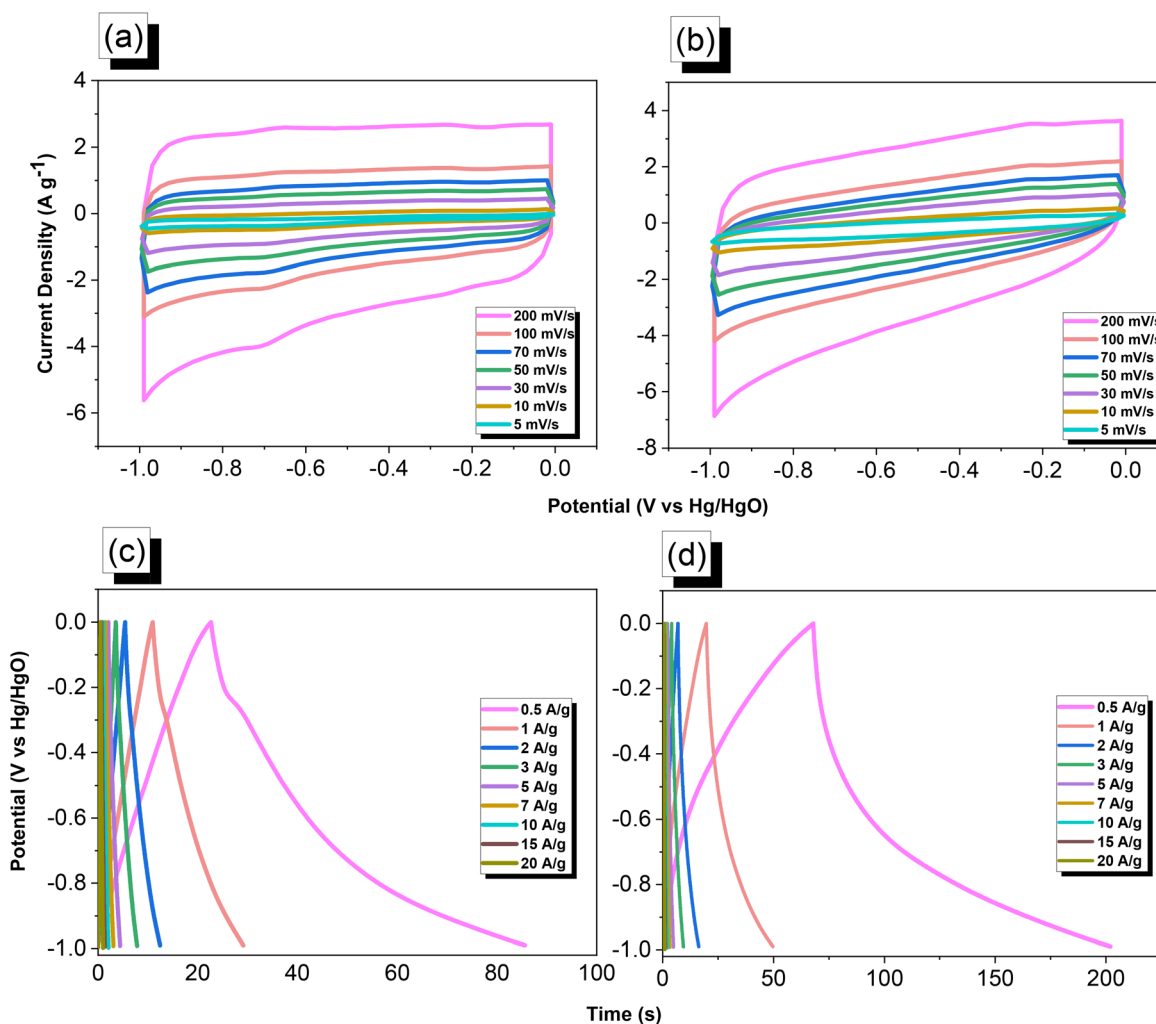 (a)
(b)
Current Density (A g⁻¹)
4
2
0
-2
-4
-6
200 mV/s
100 mV/s
70 mV/s
50 mV/s
30 mV/s
10 mV/s
5 mV/s
-1.0 -0.8 -0.6 -0.4 -0.2 0.0
4
2
0
-2
-4
-6
-8
200 mV/s
100 mV/s
70 mV/s
50 mV/s
30 mV/s
10 mV/s
5 mV/s
-1.0 -0.8 -0.6 -0.4 -0.2 0.0
Potential (V vs Hg/HgO)
(c)
(d)
Potential (V vs Hg/HgO)
0.0
-0.2
-0.4
-0.6
-0.8
-1.0
0.5 A/g
1 A/g
2 A/g
3 A/g
5 A/g
7 A/g
10 A/g
15 A/g
20 A/g
0 20 40 60 80 100
0.0
-0.2
-0.4
-0.6
-0.8
-1.0
0.5 A/g
1 A/g
2 A/g
3 A/g
5 A/g
7 A/g
10 A/g
15 A/g
20 A/g
0 50 100 150 200
Time (s)